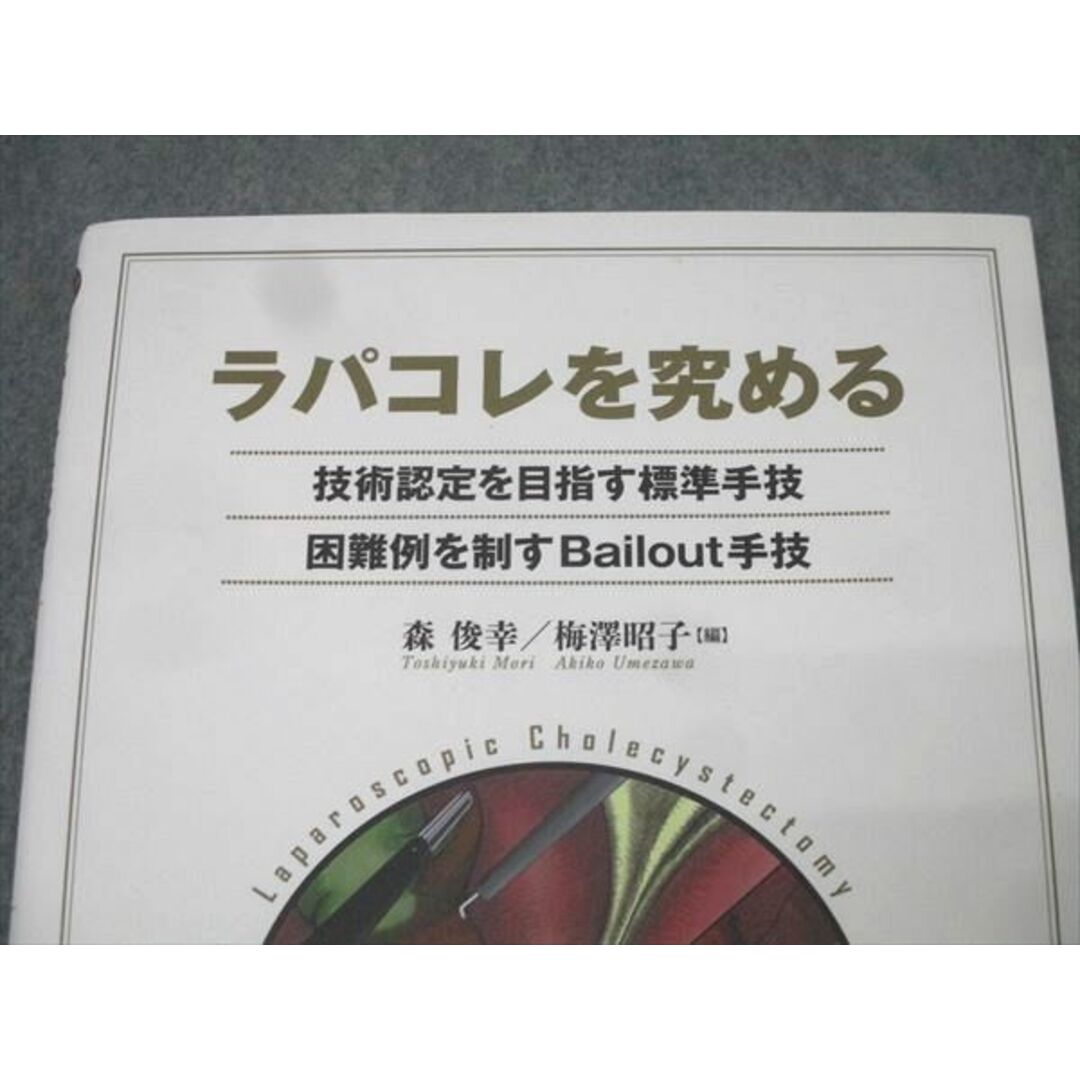 ラパコレを究める
技術認定を目指す標準手技
困難例を制すBailout手技
森 俊幸／梅澤昭子【編】
Toshiyuki Mori Akiko Umezawa
Laparoscopic Cholecystectomy